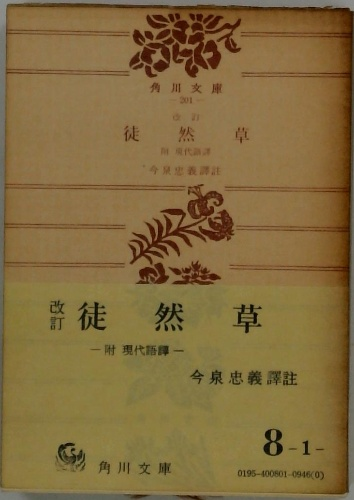 角川文庫
— 201 —
改訂
徒然草
附 現代語譯
今泉忠義譯註
改訂 徒然草
— 附 現代語譯 —
今泉忠義譯註
8-1-
角川文庫
0195-400801-0946(0)